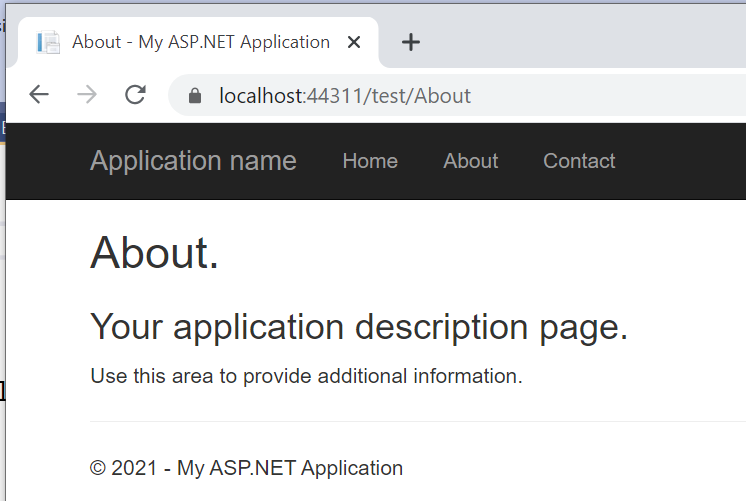 About - My ASP.NET Application
localhost:44311/test/About
Application name Home About Contact
About.
Your application description page.
Use this area to provide additional information.
© 2021 - My ASP.NET Application